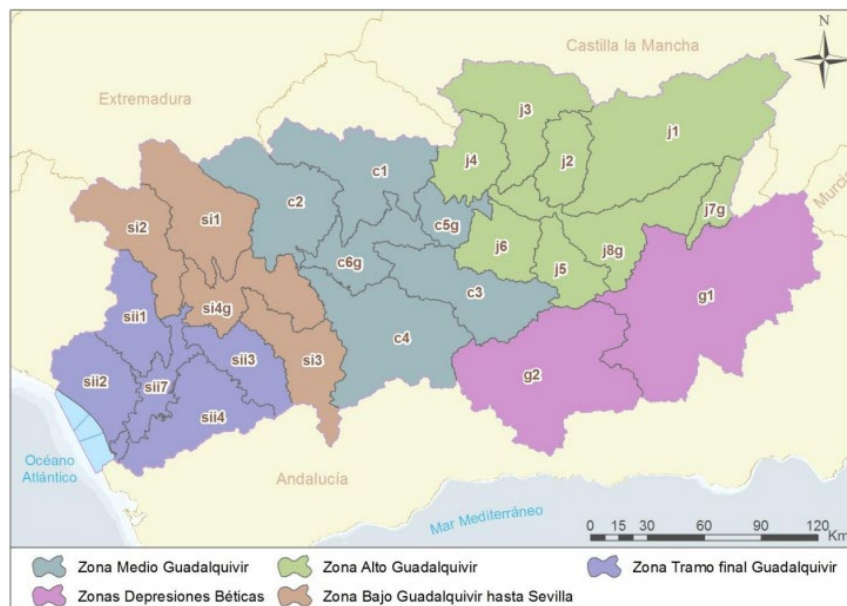 N
Castilla la Mancha
Extremadura
j3
j1
j4
j2
c1
c2
si1
c5g
j7g
Murcia
si2
j6
j8g
c6g
j5
c3
g1
si4g
sii1
c4
sii3
si3
g2
sii2
sii7
sii4
Océano
Atlántico
Andalucía
Mar Mediterráneo
0 15 30 60 90 120
Km
Zona Medio Guadalquivir Zona Alto Guadalquivir Zona Tramo final Guadalquivir
Zonas Depresiones Béticas Zona Bajo Guadalquivir hasta Sevilla